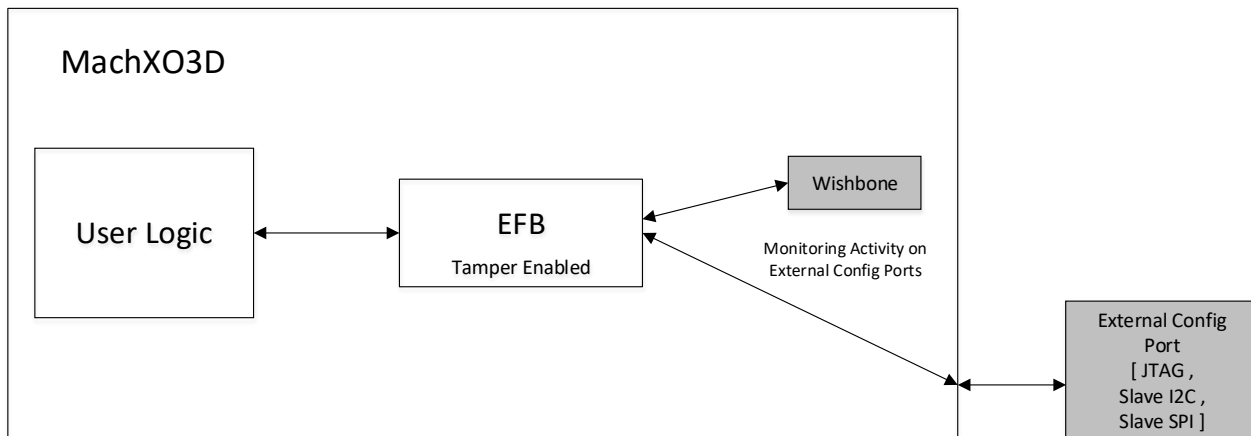 MachXO3D
User Logic
EFB
Tamper Enabled
Wishbone
Monitoring Activity on
External Config Ports
External Config
Port
[ JTAG ,
Slave I2C ,
Slave SPI ]